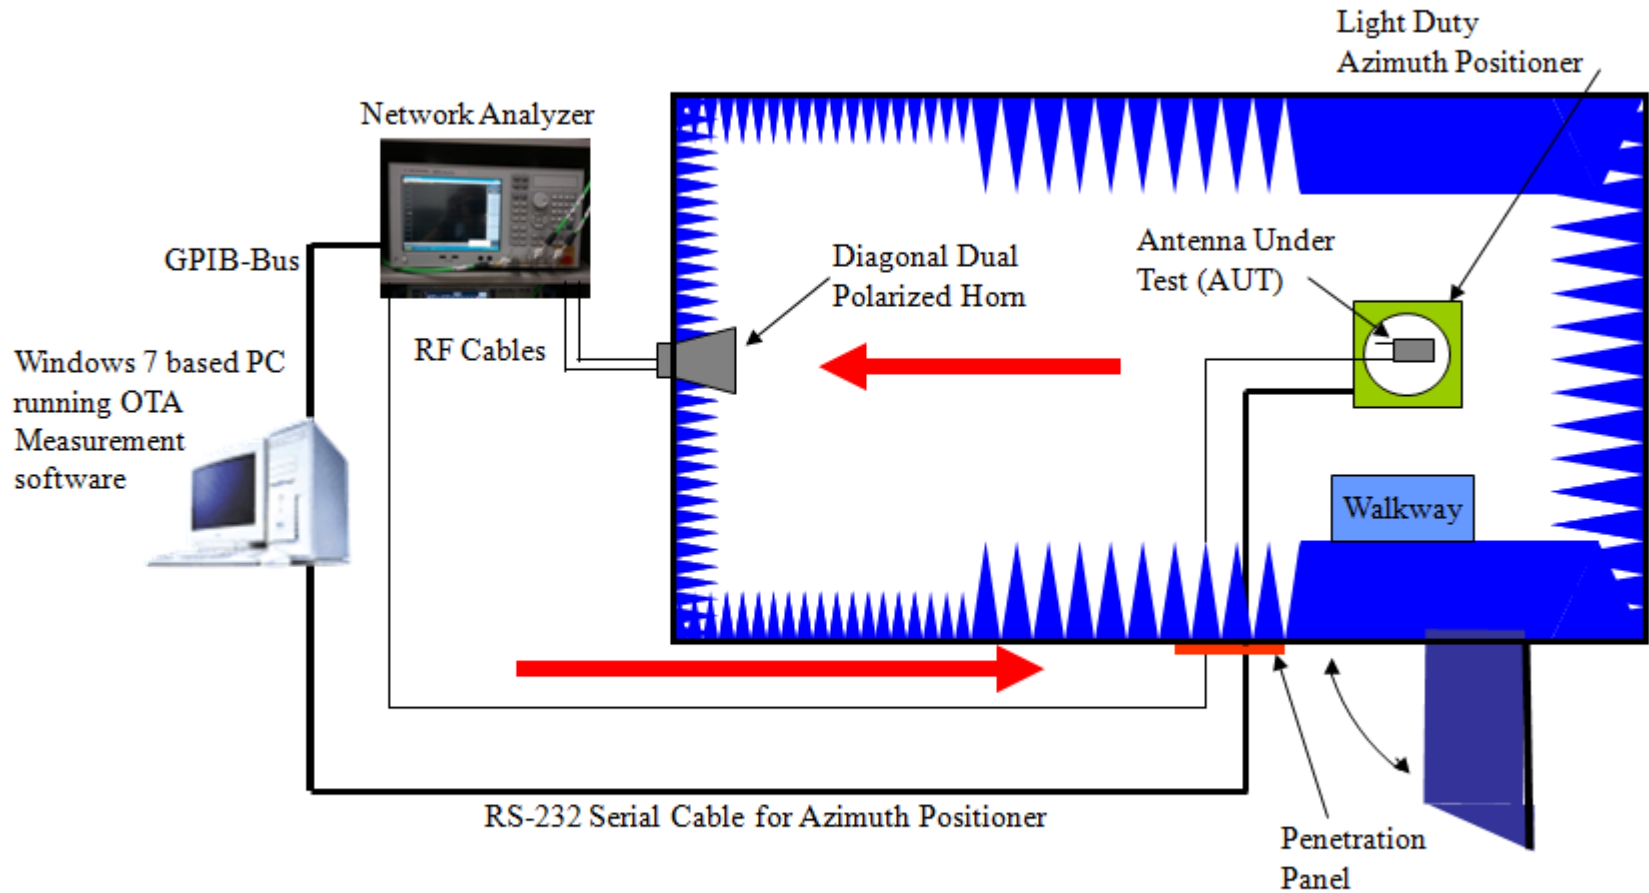 Light Duty
Azimuth Positioner
Network Analyzer
GPIB-Bus
Diagonal Dual
Polarized Horn
Antenna Under
Test (AUT)
RF Cables
Windows 7 based PC
running OTA
Measurement
software
Walkway
RS-232 Serial Cable for Azimuth Positioner
Penetration
Panel